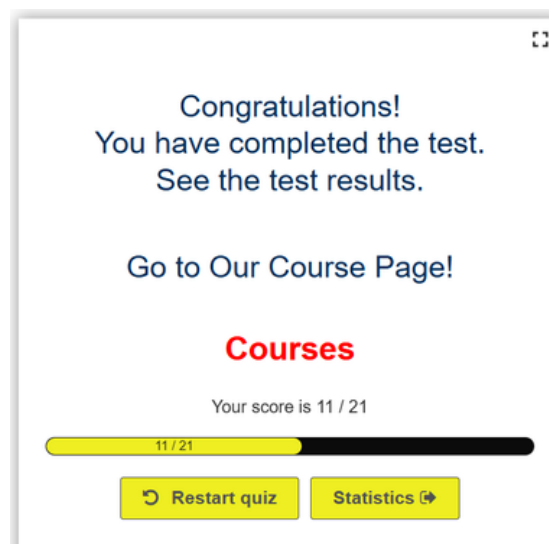 Congratulations!
You have completed the test.
See the test results.
Go to Our Course Page!
Courses
Your score is 11 / 21
11 / 21
Restart quiz
Statistics